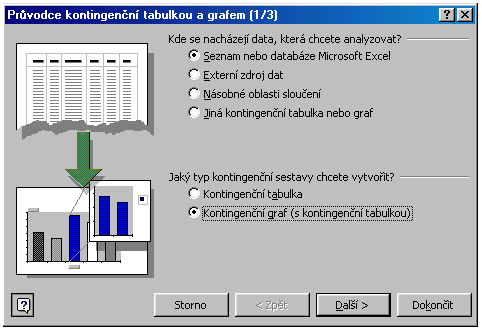 Průvodce kontingenční tabulkou a grafem (1/3)
Kde se nacházejí data, která chcete analyzovat?
Seznam nebo databáze Microsoft Excel
Externí zdroj dat
Násobné oblasti sloučení
Jiná kontingenční tabulka nebo graf
Jaký typ kontingenční sestavy chcete vytvořit?
Kontingenční tabulka
Kontingenční graf (s kontingenční tabulkou)
Storno
< Zpět
Další >
Dokončit